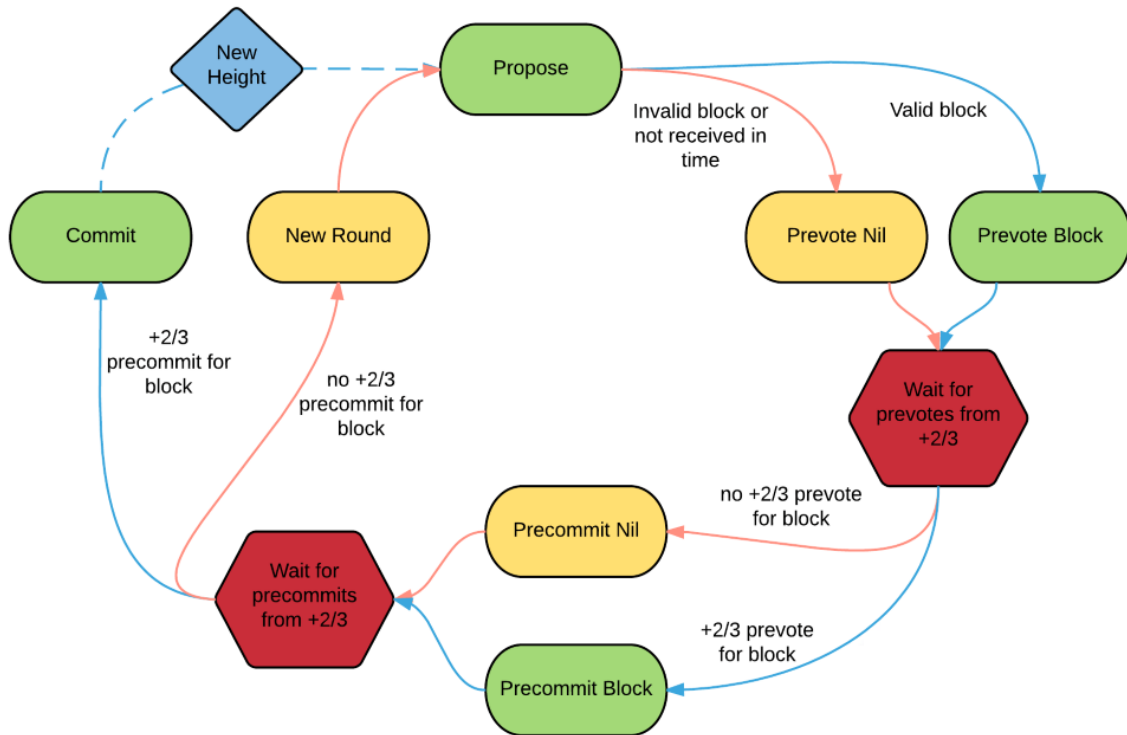 New
Height
Propose
Invalid block or
not received in
time
Valid block
Commit
New Round
Prevote Nil
Prevote Block
+2/3
precommit for
block
no +2/3
precommit for
block
Wait for
prevotes from
+2/3
no +2/3 prevote
for block
Precommit Nil
Wait for
precommits
from +2/3
+2/3 prevote
for block
Precommit Block